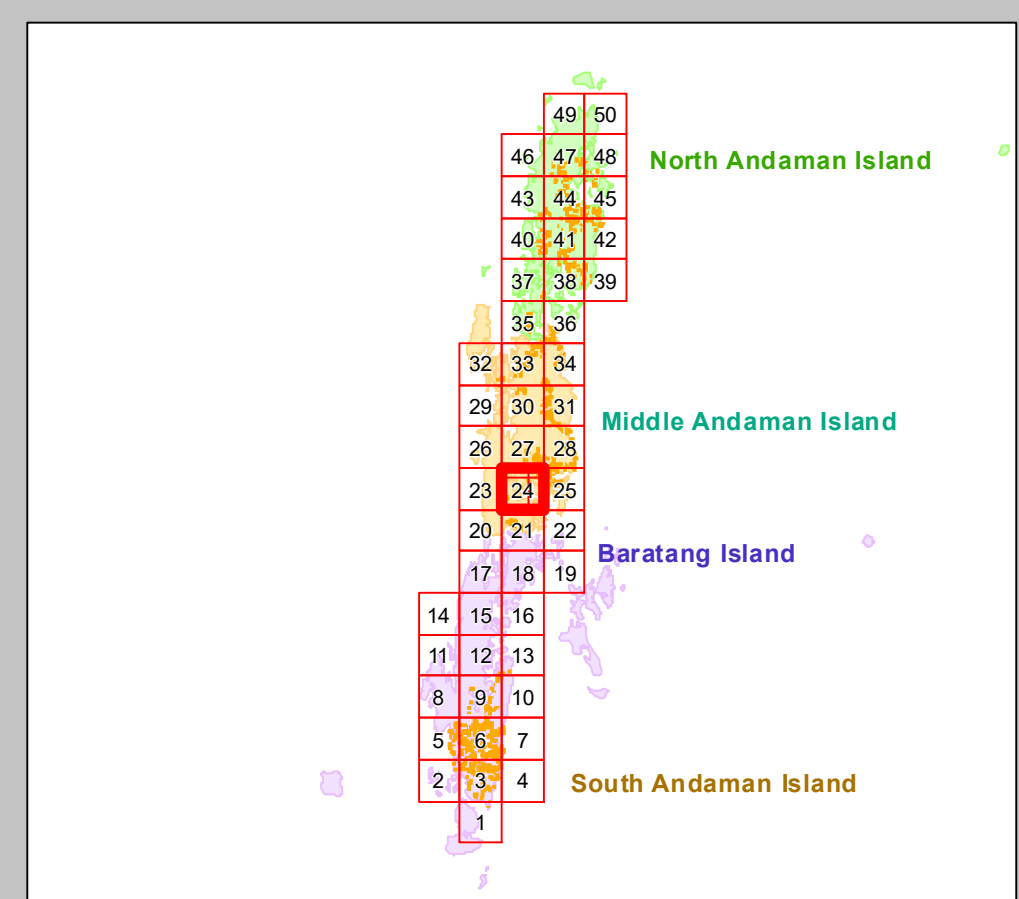 49 50
46 47 48
North Andaman Island
43 44 45
40 41 42
37 38 39
35 36
32 33 34
29 30 31
Middle Andaman Island
26 27 28
23 24 25
20 21 22
Baratang Island
17 18 19
14 15 16
11 12 13
8 9 10
5 6 7
2 3 4
South Andaman Island
1